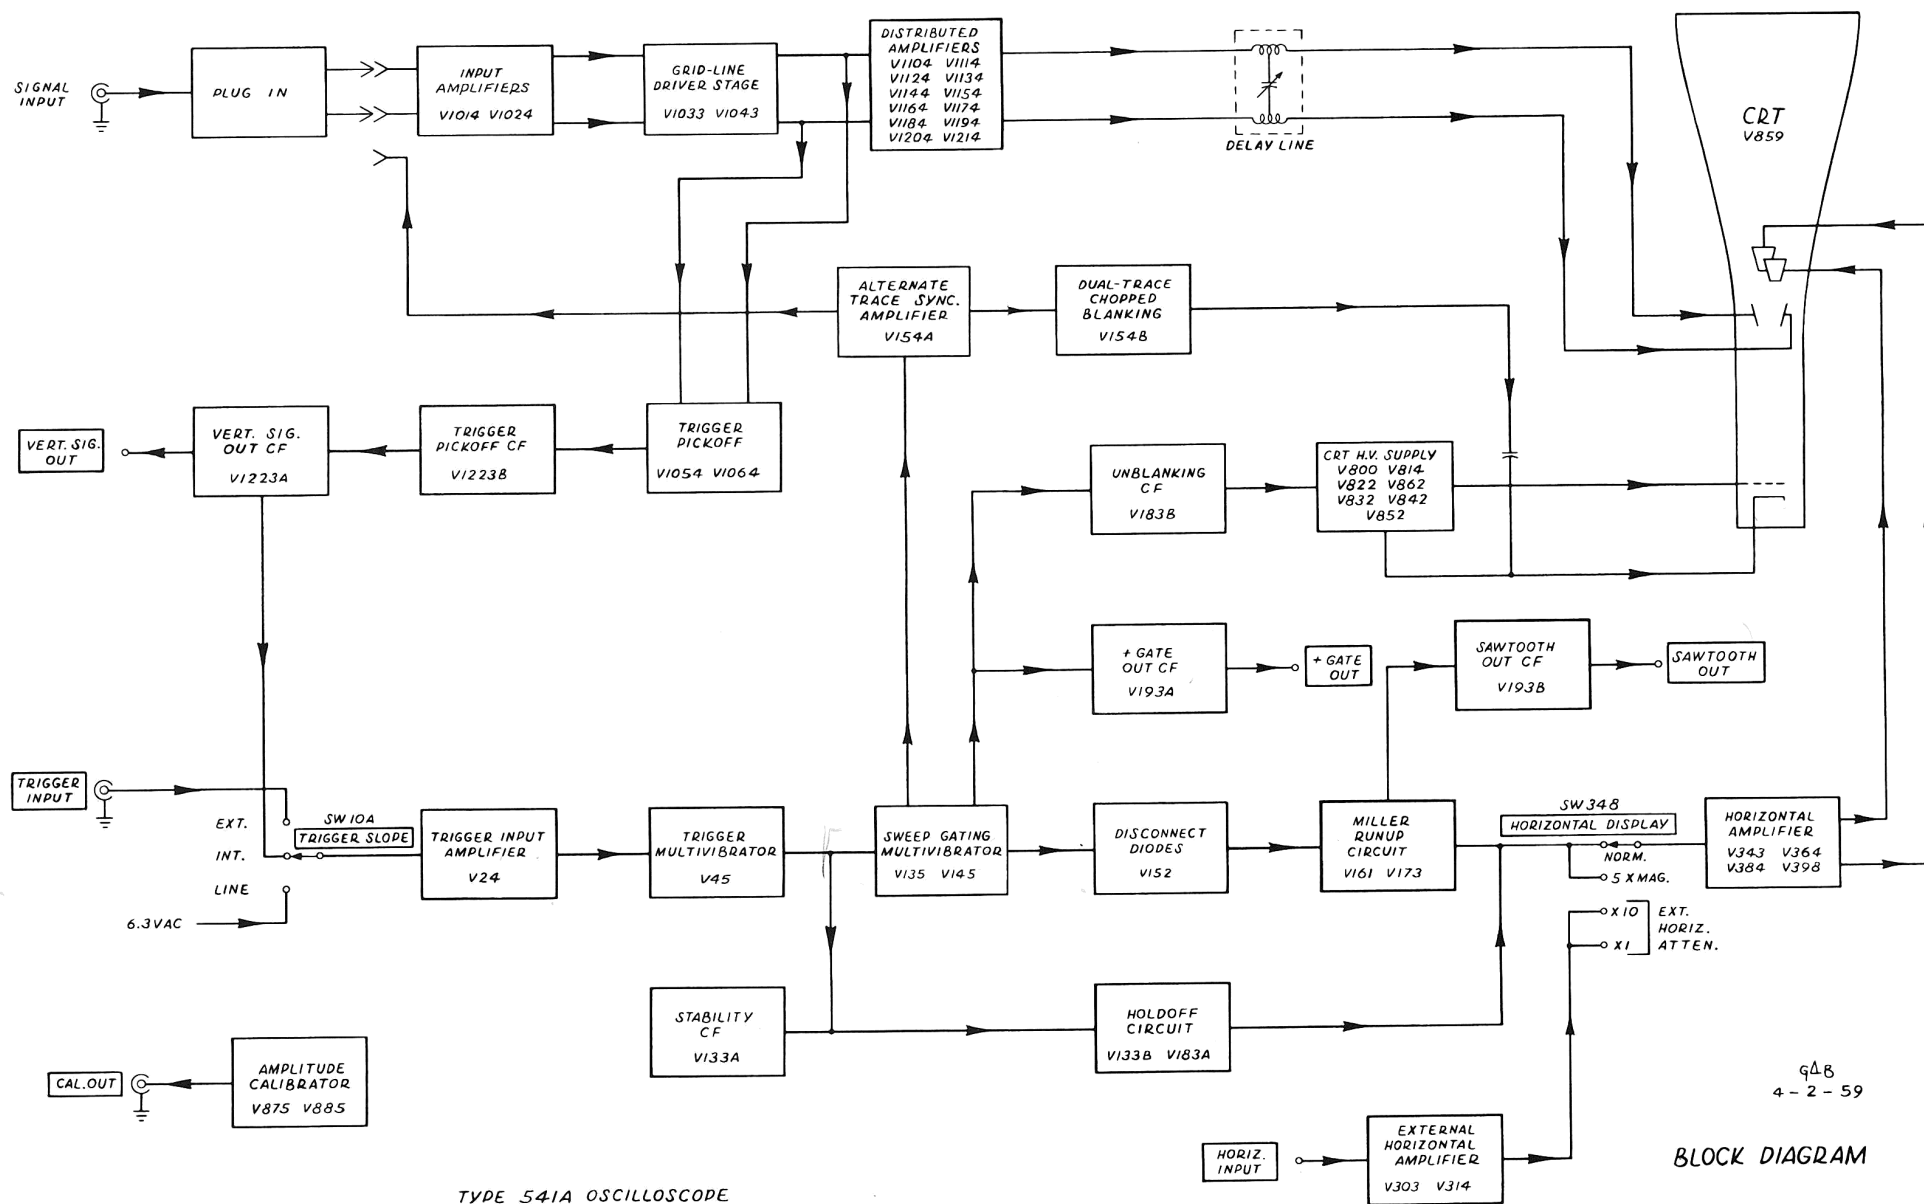 SIGNAL
INPUT
PLUG IN
INPUT
AMPLIFIERS
V1014 V1024
GRID-LINE
DRIVER STAGE
V1033 V1043
DISTRIBUTED
AMPLIFIERS
V1104 V1114
V1124 V1134
V1144 V1154
V1164 V1174
V1184 V1194
V1204 V1214
DELAY LINE
CRT
V859
ALTERNATE
TRACE SYNC.
AMPLIFIER
V154A
DUAL-TRACE
CHOPPED
BLANKING
V154B
VERT. SIG.
OUT
VERT. SIG.
OUT CF
V1223A
TRIGGER
PICKOFF CF
V1223B
TRIGGER
PICKOFF
V1054 V1064
UNBLANKING
CF
V183B
CRT H.V. SUPPLY
V800 V814
V822 V862
V832 V842
V852
+ GATE
OUT CF
V193A
+ GATE
OUT
SAWTOOTH
OUT CF
V193B
SAWTOOTH
OUT
TRIGGER
INPUT
EXT.
INT.
LINE
6.3VAC
SW10A
TRIGGER SLOPE
TRIGGER INPUT
AMPLIFIER
V24
TRIGGER
MULTIVIBRATOR
V45
SWEEP GATING
MULTIVIBRATOR
V135 V145
DISCONNECT
DIODES
V152
MILLER
RUNUP
CIRCUIT
V161 V173
SW348
HORIZONTAL DISPLAY
NORM.
5 X MAG.
X10
X1
EXT.
HORIZ.
ATTEN.
HORIZONTAL
AMPLIFIER
V343 V364
V384 V398
STABILITY
CF
V133A
HOLDOFF
CIRCUIT
V133B V183A
CAL.OUT
AMPLITUDE
CALIBRATOR
V875 V885
HORIZ.
INPUT
EXTERNAL
HORIZONTAL
AMPLIFIER
V303 V314
4-2-59
BLOCK DIAGRAM
TYPE 541A OSCILLOSCOPE